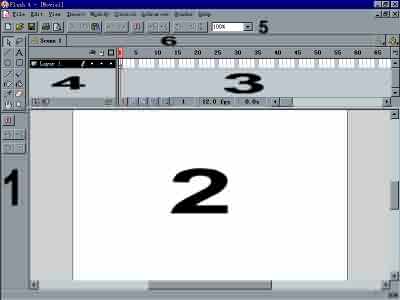 Flash 4 - [Movie1]
File Edit View Insert Modify Control Libraries Window Help
100%
5
Scene 1
6
5 10 15 20 25 30 35 40 45 50 55 60 65
Layer 1
4
3
1 12.0 fps 0.0s
1
2